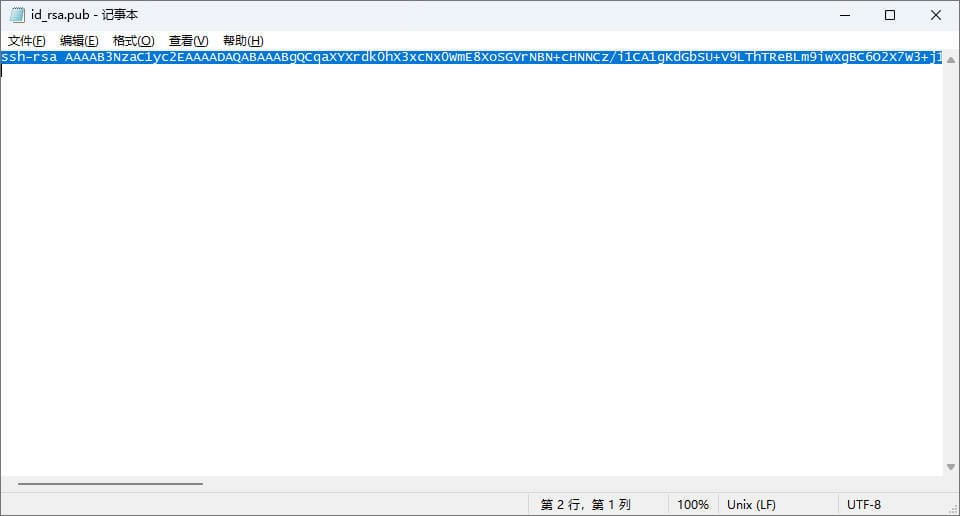 id_rsa.pub - 记事本
文件(F) 编辑(E) 格式(O) 查看(V) 帮助(H)
ssh-rsa AAAAB3NzaC1yc2EAAAADAQABAAABgQCqaXYXrdk0hX3xcNx0WmE8XoSGVrNBN+cHNNCz/i1CA1gKdGbSU+V9LThTReBLm9iwXgBC6O2X7W3+j1
第 2 行，第 1 列 100% Unix (LF) UTF-8